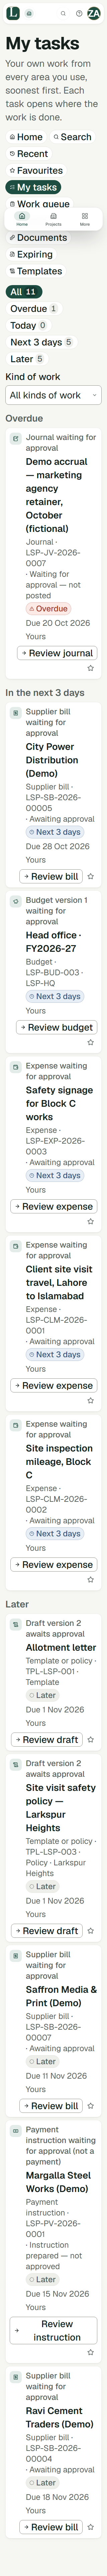 L
ZA
My tasks
Your own work from
every area you use,
soonest first. Each
task opens where the
work is done.
Home
Search
Recent
Favourites
My tasks
Work queue
Home
Projects
More
Documents
Expiring
Templates
All 11
Overdue 1
Today 0
Next 3 days 5
Later 5
Kind of work
All kinds of work
Overdue
Journal waiting for
approval
Demo accrual
— marketing
agency
retainer,
October
(fictional)
Journal ·
LSP-JV-2026-
0007
· Waiting for
approval — not
posted
Overdue
Due 20 Oct 2026
Yours
Review journal
In the next 3 days
Supplier bill
waiting for
approval
City Power
Distribution
(Demo)
Supplier bill ·
LSP-SB-2026-
00005
· Awaiting approval
Next 3 days
Due 28 Oct 2026
Yours
Review bill
Budget version 1
waiting for
approval
Head office ·
FY2026-27
Budget ·
LSP-BUD-003 ·
LSP-HQ
Next 3 days
Yours
Review budget
Expense waiting
for approval
Safety signage
for Block C
works
Expense ·
LSP-EXP-2026-
0003
· Awaiting approval
Next 3 days
Yours
Review expense
Expense waiting
for approval
Client site visit
travel, Lahore
to Islamabad
Expense ·
LSP-CLM-2026-
0001
· Awaiting approval
Next 3 days
Yours
Review expense
Expense waiting
for approval
Site inspection
mileage, Block
C
Expense ·
LSP-CLM-2026-
0002
· Awaiting approval
Next 3 days
Yours
Review expense
Later
Draft version 2
awaits approval
Allotment letter
Template or policy ·
TPL-LSP-001 ·
Template
Later
Due 1 Nov 2026
Yours
Review draft
Draft version 2
awaits approval
Site visit safety
policy —
Larkspur
Heights
Template or policy ·
TPL-LSP-003 ·
Policy · Larkspur
Heights
Later
Due 1 Nov 2026
Yours
Review draft
Supplier bill
waiting for
approval
Saffron Media &
Print (Demo)
Supplier bill ·
LSP-SB-2026-
00007
· Awaiting approval
Later
Due 11 Nov 2026
Yours
Review bill
Payment
instruction waiting
for approval (not a
payment)
Margalla Steel
Works (Demo)
Payment
instruction ·
LSP-PV-2026-
0001
· Instruction
prepared — not
approved
Later
Due 15 Nov 2026
Yours
Review
instruction
Supplier bill
waiting for
approval
Ravi Cement
Traders (Demo)
Supplier bill ·
LSP-SB-2026-
00004
· Awaiting approval
Later
Due 18 Nov 2026
Yours
Review bill